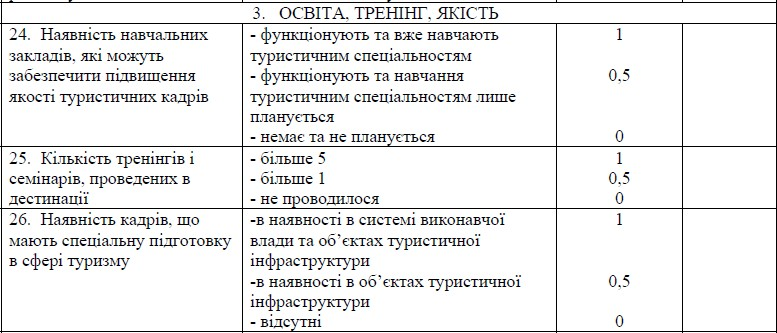 3. ОСВІТА, ТРЕНІНГ, ЯКІСТЬ
24. Наявність навчальних закладів, які можуть забезпечити підвищення якості туристичних кадрів
- функціонують та вже навчають туристичним спеціальностям 1
- функціонують та навчання туристичним спеціальностям лише планується 0,5
- немає та не планується 0
25. Кількість тренінгів і семінарів, проведених в дестинації
- більше 5 1
- більше 1 0,5
- не проводилося 0
26. Наявність кадрів, що мають спеціальну підготовку в сфері туризму
-в наявності в системі виконавчої влади та об’єктах туристичної інфраструктури 1
-в наявності в об’єктах туристичної інфраструктури 0,5
- відсутні 0